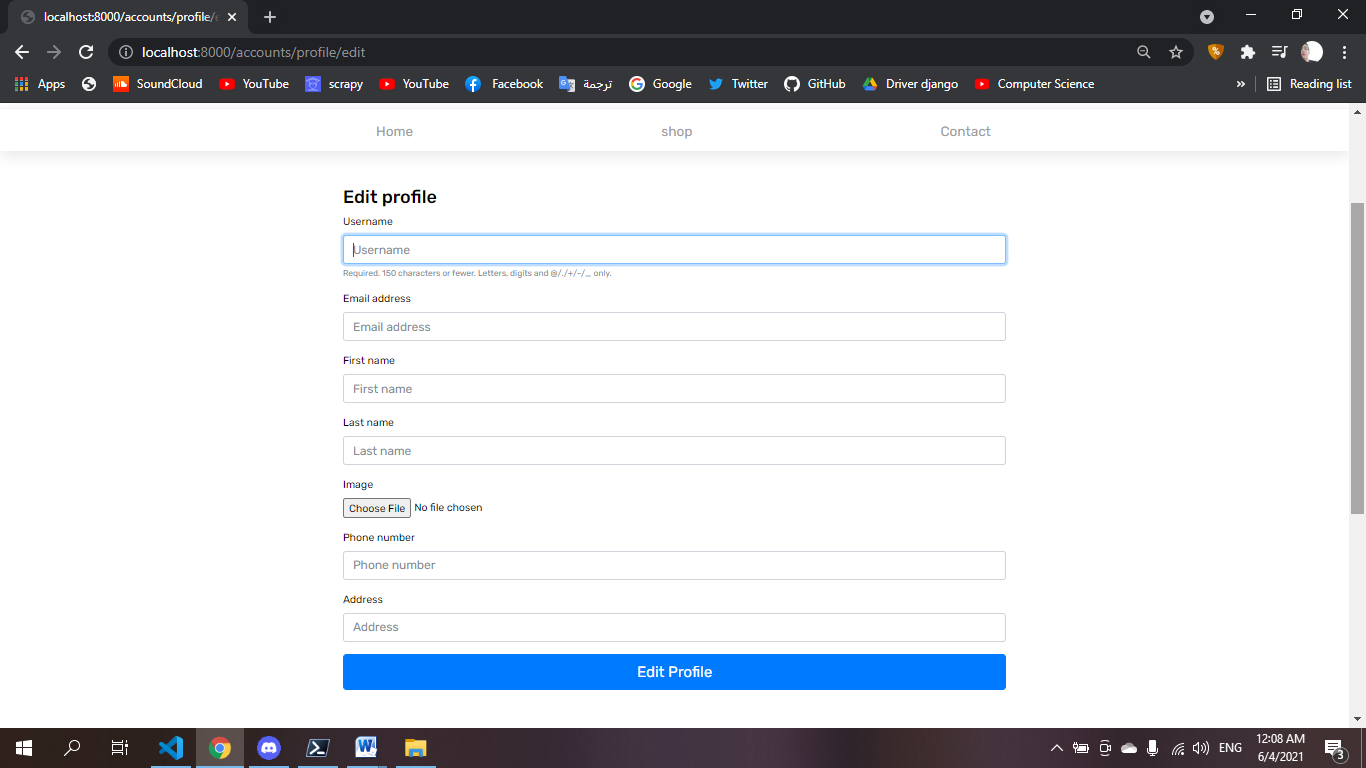 localhost:8000/accounts/profile/e
localhost:8000/accounts/profile/edit
Apps SoundCloud YouTube scrapy YouTube Facebook ترجمة Google Twitter GitHub Driver django Computer Science » Reading list
Home shop Contact
Edit profile
Username
Username
Required. 150 characters or fewer. Letters, digits and @/./+/-/_ only.
Email address
Email address
First name
First name
Last name
Last name
Image
Choose File No file chosen
Phone number
Phone number
Address
Address
Edit Profile
ENG 12:08 AM
6/4/2021 3